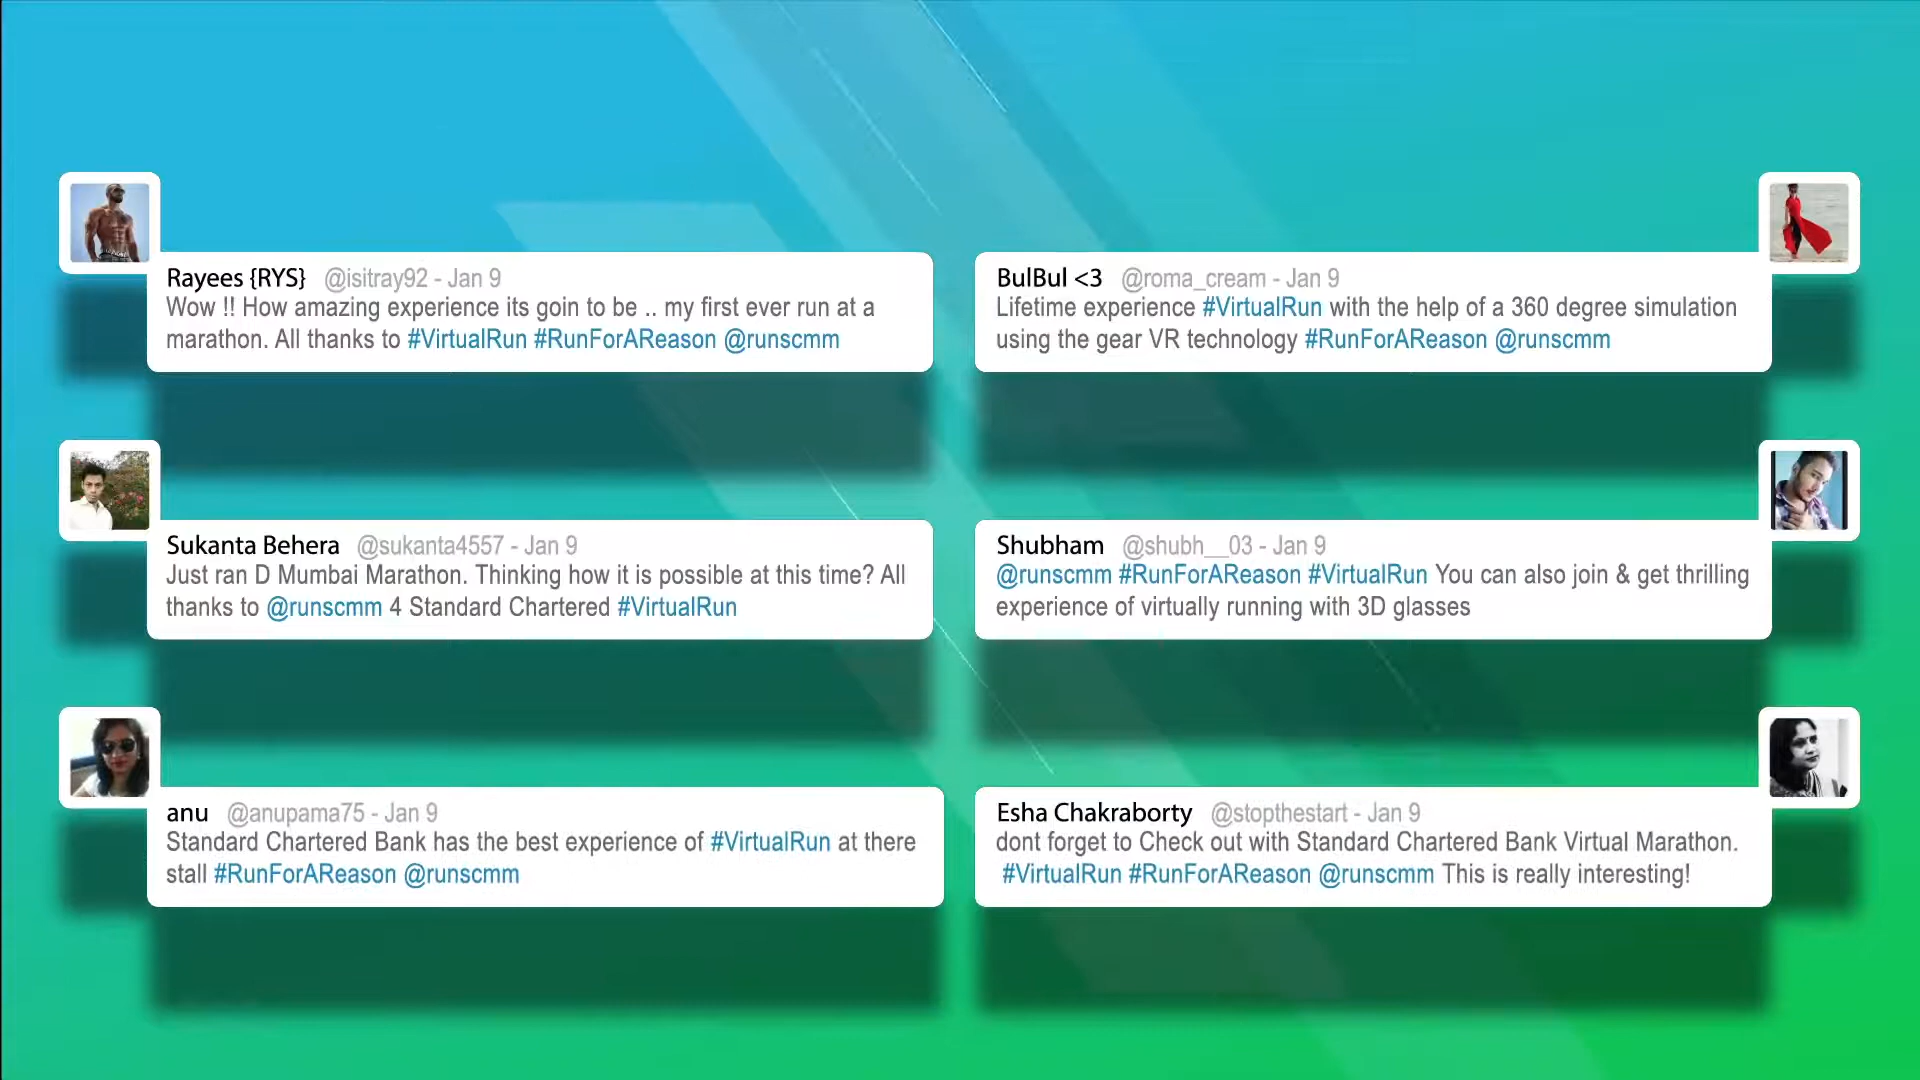 Rayees {RYS} @isitray92 - Jan 9
Wow !! How amazing experience its goin to be .. my first ever run at a
marathon. All thanks to #VirtualRun #RunForAReason @runscmm
BulBul <3 @roma_cream - Jan 9
Lifetime experience #VirtualRun with the help of a 360 degree simulation
using the gear VR technology #RunForAReason @runscmm
Sukanta Behera @sukanta4557 - Jan 9
Just ran D Mumbai Marathon. Thinking how it is possible at this time? All
thanks to @runscmm 4 Standard Chartered #VirtualRun
Shubham @shubh__03 - Jan 9
@runscmm #RunForAReason #VirtualRun You can also join & get thrilling
experience of virtually running with 3D glasses
anu @anupama75 - Jan 9
Standard Chartered Bank has the best experience of #VirtualRun at there
stall #RunForAReason @runscmm
Esha Chakraborty @stopthestart - Jan 9
dont forget to Check out with Standard Chartered Bank Virtual Marathon.
#VirtualRun #RunForAReason @runscmm This is really interesting!